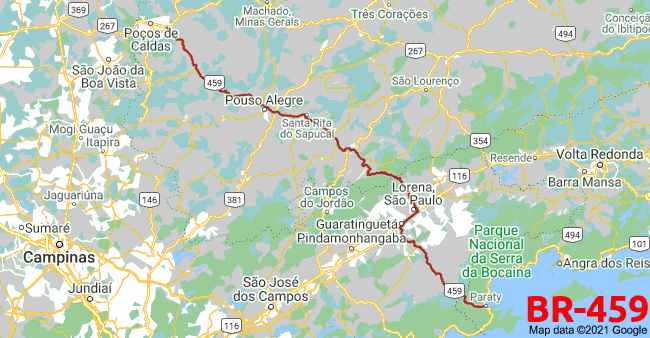 369
267
Machado,
Minas Gerais
Três Corações
Conceição
do Ibitipo
Poços de
Caldas
267
267
São João da
Boa Vista
459
São Lourenço
Pouso Alegre
Santa Rita
do Sapucaí
Mogi Guaçu
Itapira
354
Resende
Volta Redonda
116
Barra Mansa
Jaguariúna
146
381
Campos
do Jordão
Lorena,
São Paulo
Sumaré
Campinas
Guaratinguetá
Pindamonhangaba
Parque
Nacional
da Serra
da Bocaina
494
494
101
Angra dos Reis
Jundiaí
São José
dos Campos
459
Paraty
116
BR-459
Map data ©2021 Google